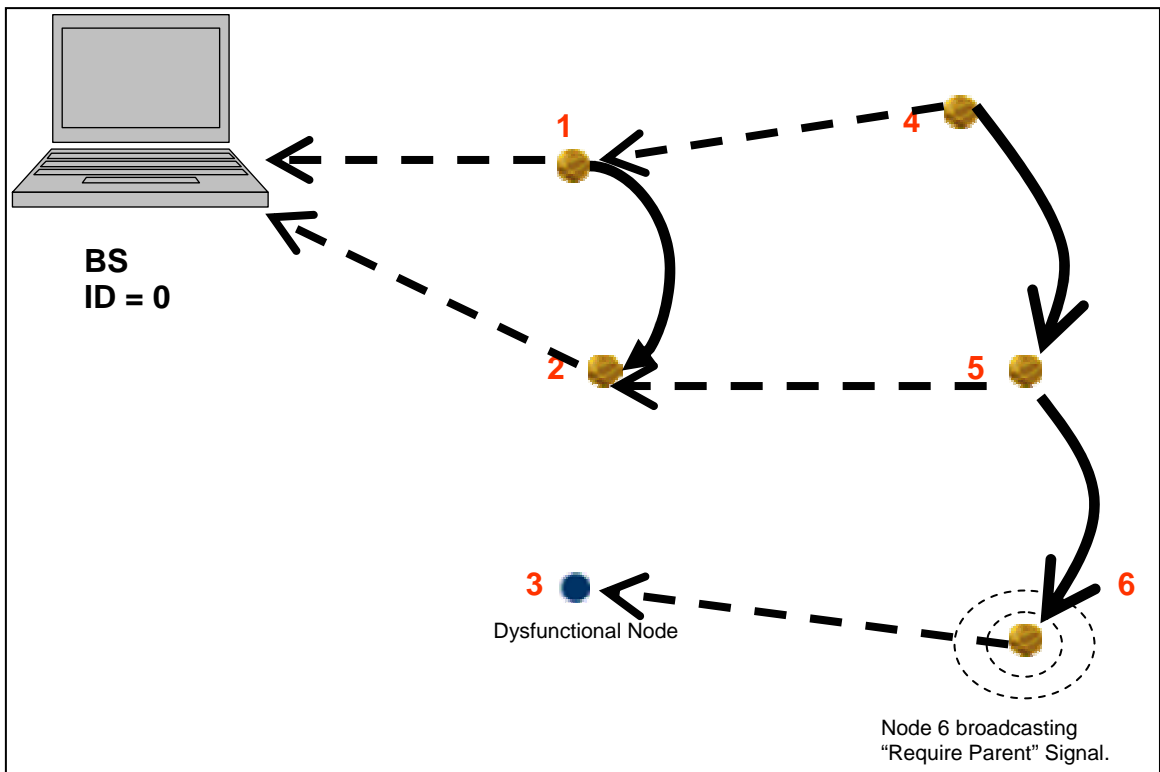 1
4
BS
ID = 0
2
5
3
6
Dysfunctional Node
Node 6 broadcasting
“Require Parent” Signal.